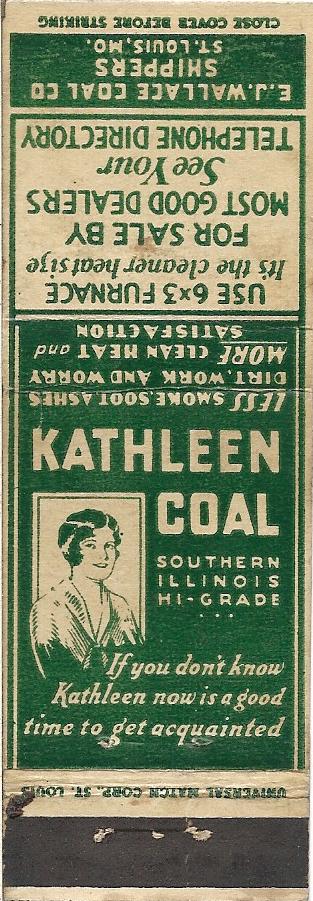 KATHLEEN
COAL
SOUTHERN
ILLINOIS
HI-GRADE
...
If you don't know
Kathleen now is a good
time to get acquainted
LESS SMOKE, SOOT, ASHES
DIRT, WORK AND WORRY
MORE CLEAN HEAT and
SATISFACTION
USE 6x3 FURNACE
It's the cleaner heat size
FOR SALE BY
MOST GOOD DEALERS
See Your
TELEPHONE DIRECTORY
E.J. WALLACE COAL CO
SHIPPERS
ST. LOUIS, MO.
CLOSE COVER BEFORE STRIKING
UNIVERSAL MATCH CORP. ST. LOUIS